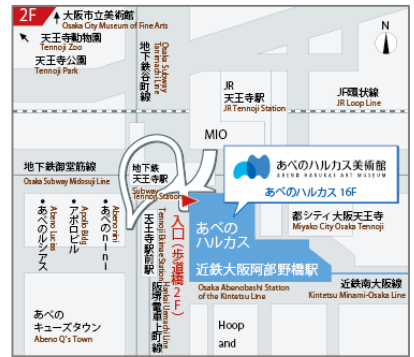 2F
大阪市立美術館
Osaka City Museum of Fine Arts
天王寺動物園
Tennoji Zoo
天王寺公園
Tennoji Park
地下鉄谷町線
Osaka Subway
Tanimachi Line
N
JR
天王寺駅
JR Tennoji Station
JR環状線
JR Loop Line
MIO
地下鉄御堂筋線
Osaka Subway Midosuji Line
地下鉄
天王寺駅
Subway
Tennoji Station
あべのハルカス美術館
ABENO HARUKAS ART MUSEUM
あべのハルカス 16F
あべのルシアス
Abeno Lucias
アポロビル
Apollo Bldg
あべのnini
Abeno nini
天王寺駅前駅
Tennoji Ekimae Station
阪堺電車上町線
Hankai Uemachi Line
入口(歩道橋2F)
あべの
ハルカス
都シティ大阪天王寺
Miyako City Osaka Tennoji
近鉄大阪阿部野橋駅
Osaka Abenobashi Station
of the Kintetsu Line
近鉄南大阪線
Kintetsu Minami-Osaka Line
あべの
キューズタウン
Abeno Q's Town
Hoop
and